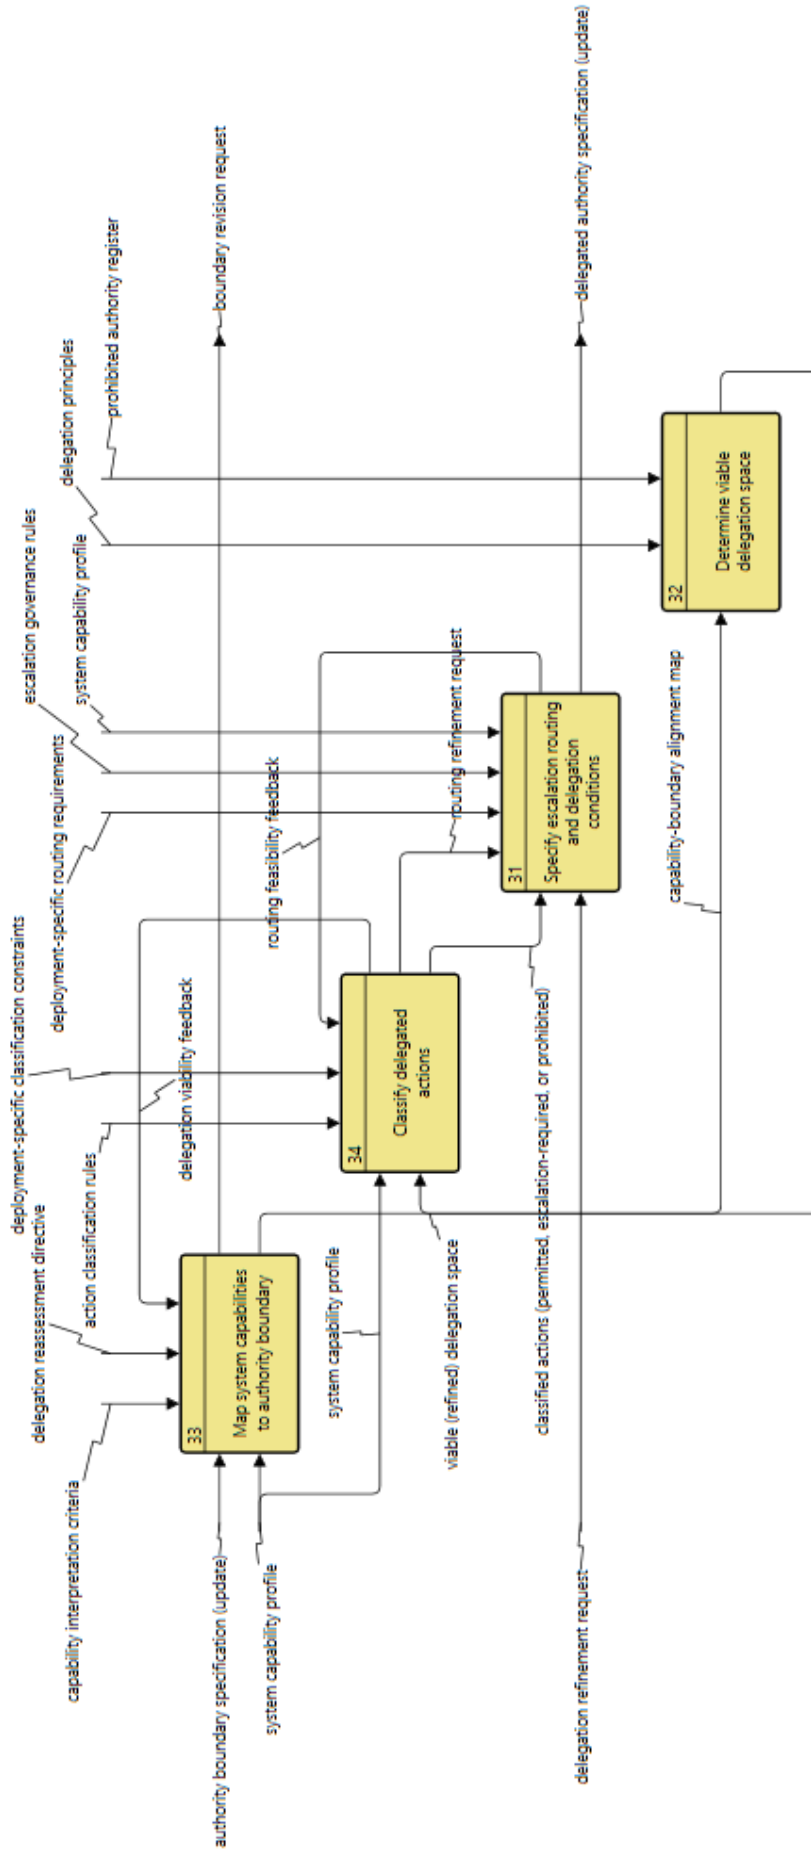 capability interpretation criteria
delegation reassessment directive
action classification rules
deployment-specific classification constraints
deployment-specific routing requirements
escalation governance rules
system capability profile
delegation principles
prohibited authority register
authority boundary specification (update)
system capability profile
33
Map system capabilities
to authority boundary
delegation viability feedback
boundary revision request
system capability profile
viable (refined) delegation space
34
Classify delegated
actions
routing feasibility feedback
routing refinement request
classified actions (permitted, escalation-required, or prohibited)
delegation refinement request
31
Specify escalation routing
and delegation
conditions
delegated authority specification (update)
capability-boundary alignment map
32
Determine viable
delegation space